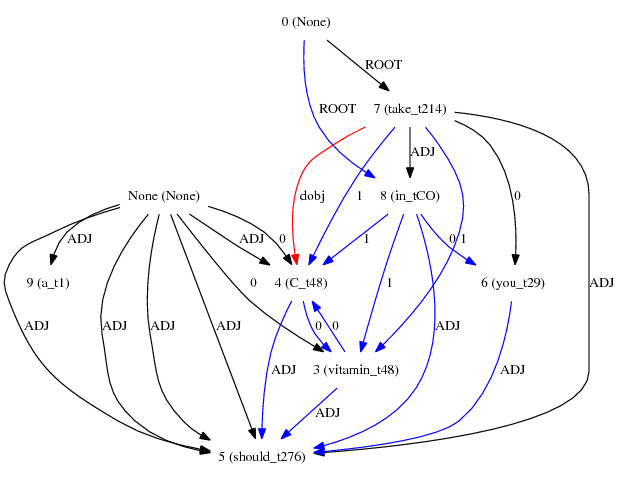 0 (None)
ROOT
7 (take_t214)
ROOT
ADJ
None (None)
dobj
1
8 (in_tCO)
0
ADJ
ADJ
0
1
0 1
9 (a_t1)
0
4 (C_t48)
1
6 (you_t29)
ADJ
ADJ
ADJ
ADJ
ADJ
0
0
ADJ
ADJ
3 (vitamin_t48)
ADJ
ADJ
5 (should_t276)